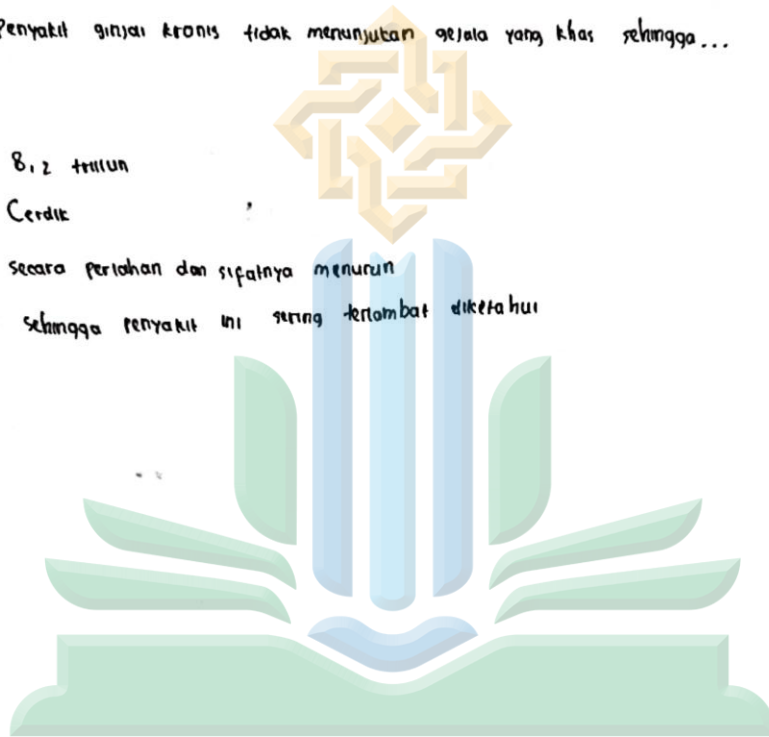 Penyakit ginjal kronis tidak menunjukan gejala yang khas sehingga...
8,2 triliun
Cerdik
secara perlahan dan sifatnya menurun
sehingga penyakit ini sering terlambat diketahui